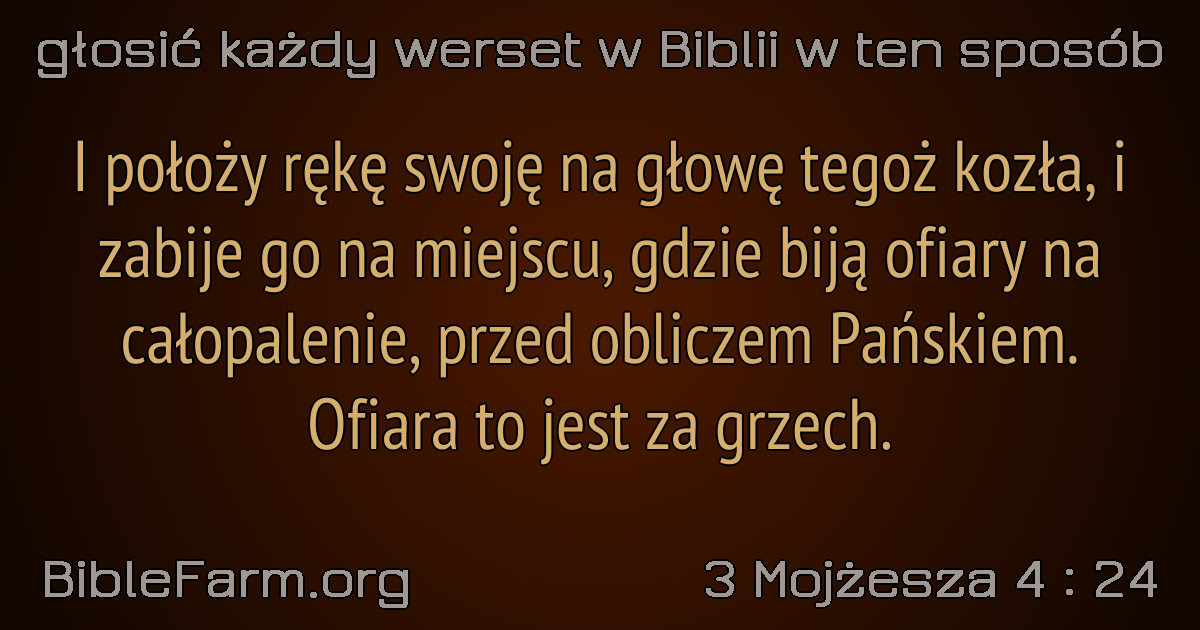 głosić każdy werset w Biblii w ten sposób
I położy rękę swoję na głowę tegoż kozła, i
zabije go na miejscu, gdzie biją ofiary na
całopalenie, przed obliczem Pańskiem.
Ofiara to jest za grzech.
BibleFarm.org
3 Mojżesza 4 : 24